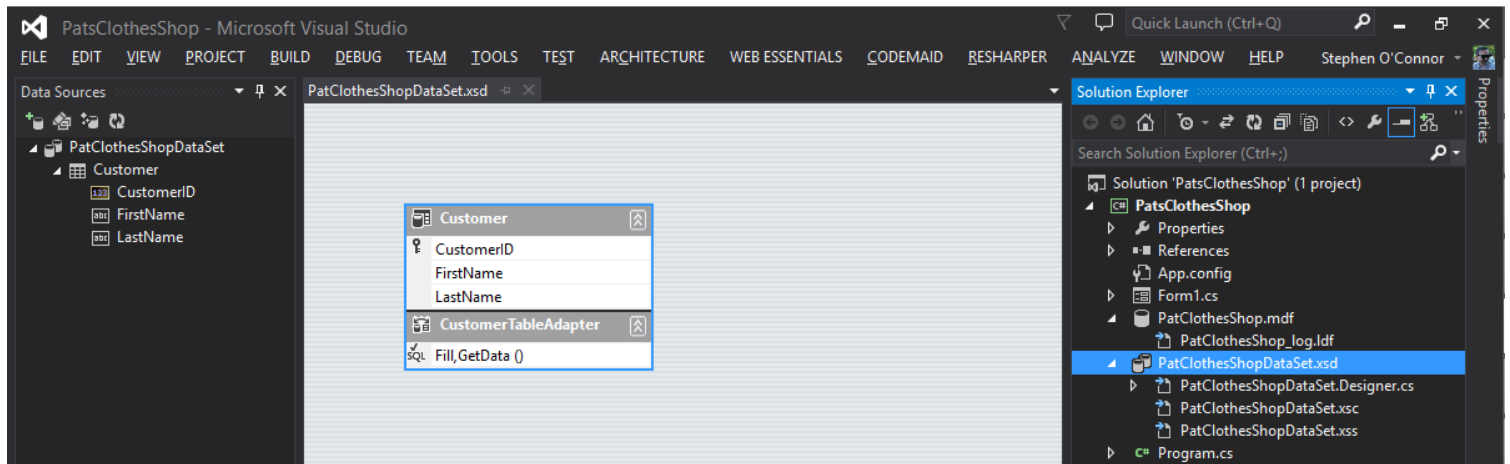 PatsClothesShop - Microsoft Visual Studio
Quick Launch (Ctrl+Q)
FILE EDIT VIEW PROJECT BUILD DEBUG TEAM TOOLS TEST ARCHITECTURE WEB ESSENTIALS CODEMAID RESHARPER ANALYZE WINDOW HELP Stephen O'Connor
Data Sources
PatClothesShopDataSet
Customer
CustomerID
FirstName
LastName
PatClothesShopDataSet.xsd
Customer
CustomerID
FirstName
LastName
CustomerTableAdapter
SQL Fill,GetData ()
Solution Explorer
Search Solution Explorer (Ctrl+;)
Solution 'PatsClothesShop' (1 project)
C# PatsClothesShop
Properties
References
App.config
Form1.cs
PatClothesShop.mdf
PatClothesShop_log.ldf
PatClothesShopDataSet.xsd
PatClothesShopDataSet.Designer.cs
PatClothesShopDataSet.xsc
PatClothesShopDataSet.xss
C# Program.cs
Properties